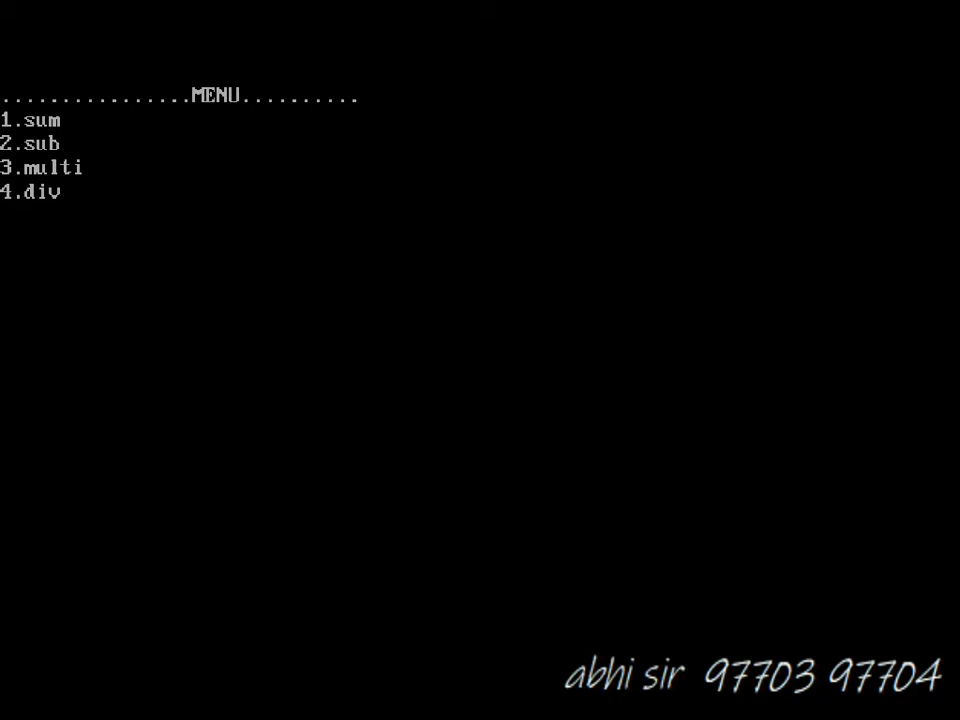 ................MENU..........
1.sum
2.sub
3.multi
4.div
abhi sir 97703 97704